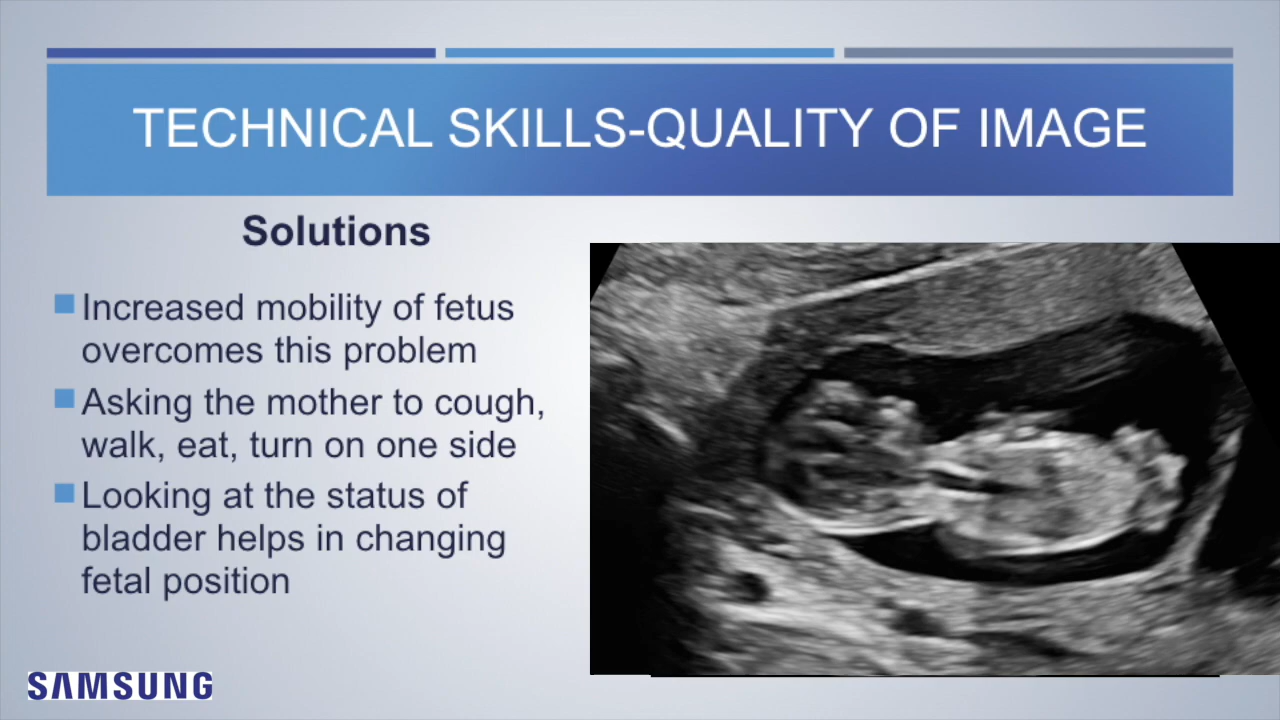 TECHNICAL SKILLS-QUALITY OF IMAGE
Solutions
Increased mobility of fetus
overcomes this problem
Asking the mother to cough,
walk, eat, turn on one side
Looking at the status of
bladder helps in changing
fetal position
SAMSUNG